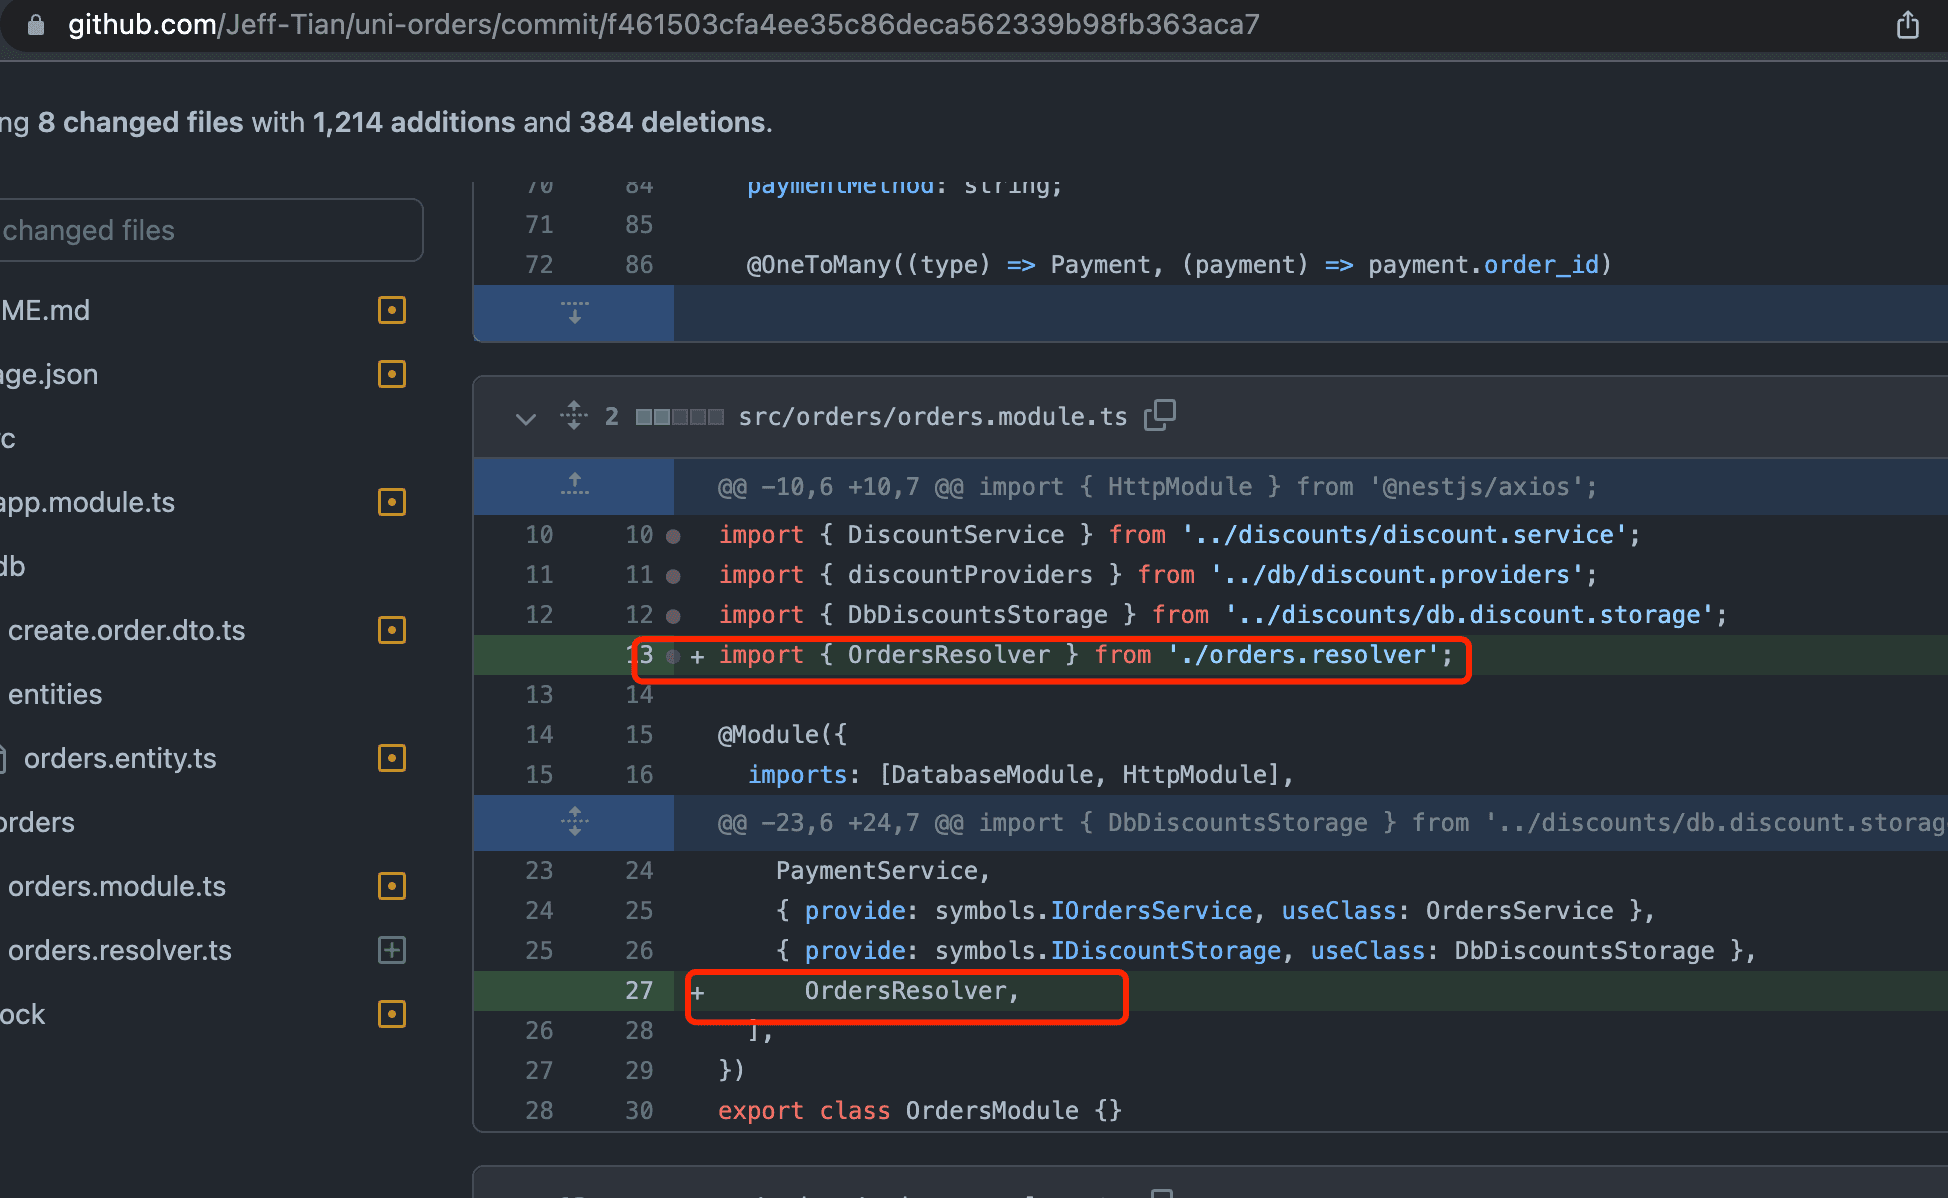 github.com/Jeff-Tian/uni-orders/commit/f461503cfa4ee35c86deca562339b98fb363aca7
ng 8 changed files with 1,214 additions and 384 deletions.
changed files
ME.md
age.json
c
app.module.ts
db
create.order.dto.ts
entities
orders.entity.ts
orders
orders.module.ts
orders.resolver.ts
ock
70 84 paymentMethod: string;
71 85
72 86 @OneToMany((type) => Payment, (payment) => payment.order_id)
2 src/orders/orders.module.ts
@@ -10,6 +10,7 @@ import { HttpModule } from '@nestjs/axios';
10 10 import { DiscountService } from '../discounts/discount.service';
11 11 import { discountProviders } from '../db/discount.providers';
12 12 import { DbDiscountsStorage } from '../discounts/db.discount.storage';
13 + import { OrdersResolver } from './orders.resolver';
13 14
14 15 @Module({
15 16 imports: [DatabaseModule, HttpModule],
@@ -23,6 +24,7 @@ import { DbDiscountsStorage } from '../discounts/db.discount.storag
23 24 PaymentService,
24 25 { provide: symbols.IOrdersService, useClass: OrdersService },
25 26 { provide: symbols.IDiscountStorage, useClass: DbDiscountsStorage },
27 + OrdersResolver,
26 28 ],
27 29 })
28 30 export class OrdersModule {}